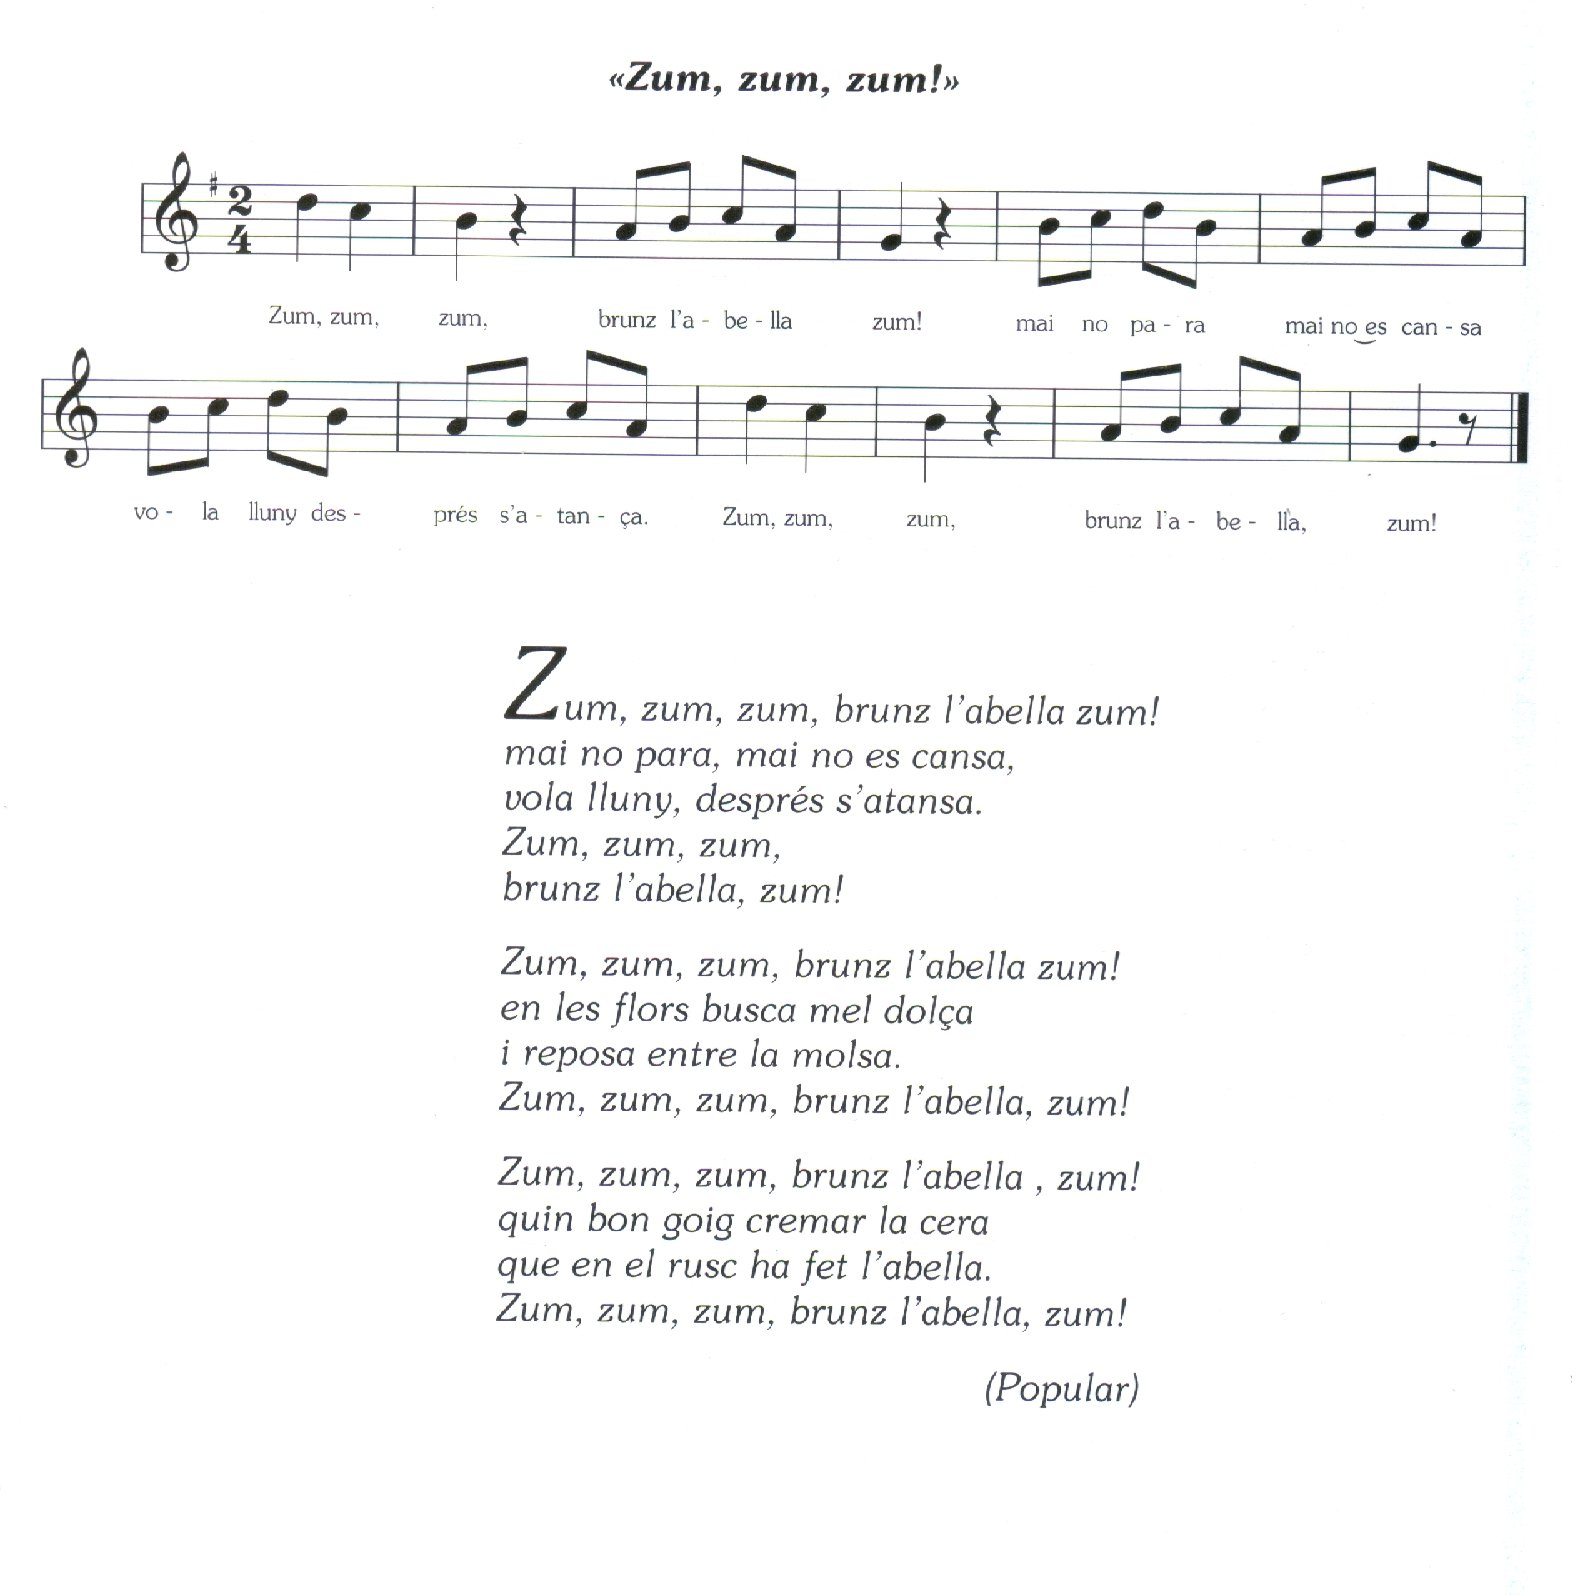 «Zum, zum, zum!»
2
4
Zum, zum, zum, brunz l'a - be - lla zum! mai no pa - ra mai no es can - sa
vo - la lluny des - prés s'a - tan - ça. Zum, zum, zum, brunz l'a - be - lla, zum!
Zum, zum, zum, brunz l'abella zum!
mai no para, mai no es cansa,
vola lluny, després s'atansa.
Zum, zum, zum,
brunz l'abella, zum!
Zum, zum, zum, brunz l'abella zum!
en les flors busca mel dolça
i reposa entre la molsa.
Zum, zum, zum, brunz l'abella, zum!
Zum, zum, zum, brunz l'abella , zum!
quin bon goig cremar la cera
que en el rusc ha fet l'abella.
Zum, zum, zum, brunz l'abella, zum!
(Popular)